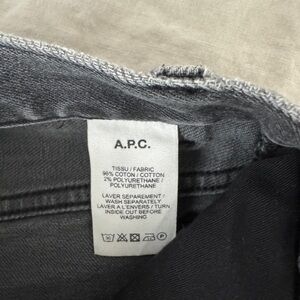 A.P.C.
TISSU / FABRIC
98% COTON / COTTON
2% POLYURETHANE /
POLYURETHANE
LAVER SEPAREMENT /
WASH SEPARATELY
LAVER A L'ENVERS / TURN
INSIDE OUT BEFORE
WASHING